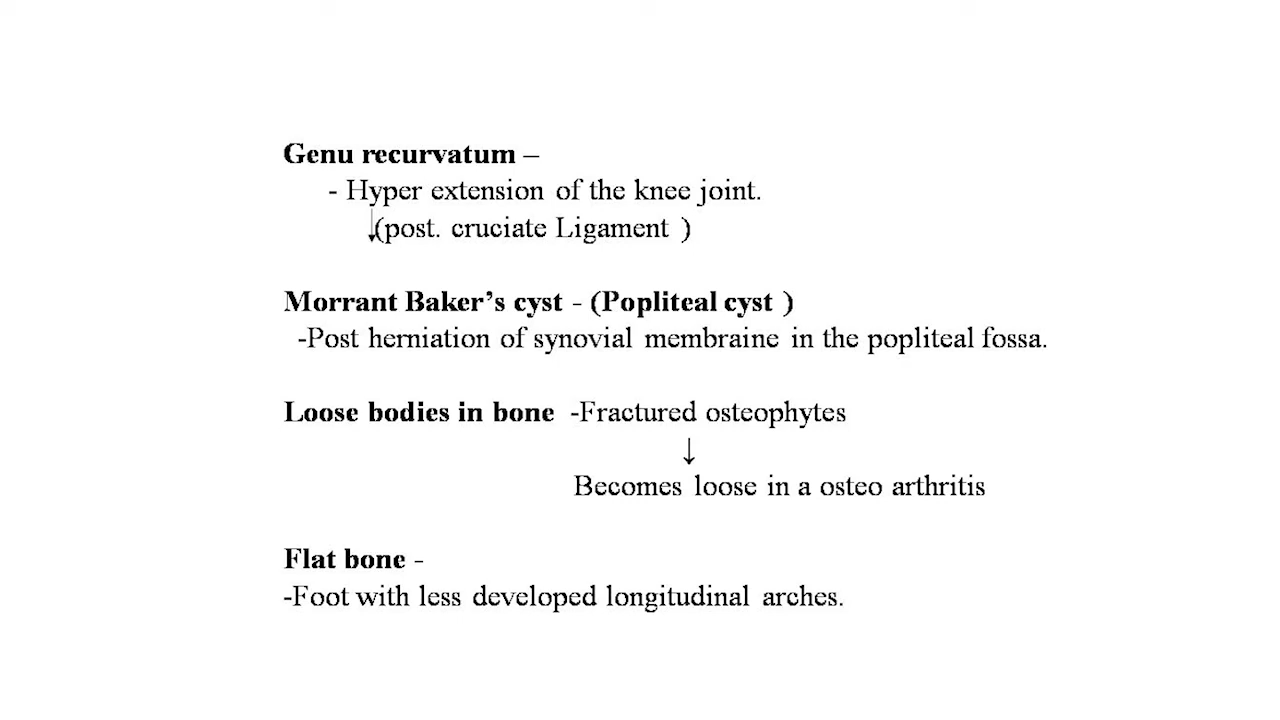 Genu recurvatum –
- Hyper extension of the knee joint.
↓(post. cruciate Ligament )
Morrant Baker’s cyst - (Popliteal cyst )
-Post herniation of synovial membraine in the popliteal fossa.
Loose bodies in bone -Fractured osteophytes
↓
Becomes loose in a osteo arthritis
Flat bone -
-Foot with less developed longitudinal arches.